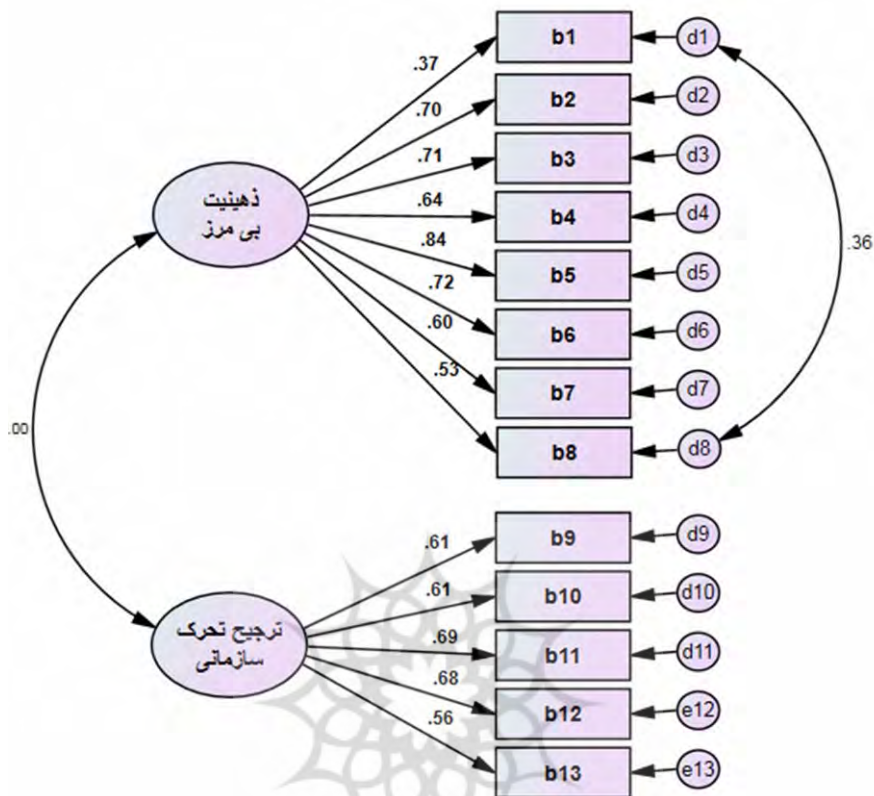 b1
d1
.37
b2
d2
.70
b3
d3
.71
b4
d4
.64
b5
d5
.84
b6
d6
.72
b7
d7
.60
b8
d8
.53
.36
ذهینیت
بی مرز
.00
b9
d9
.61
b10
d10
.61
b11
d11
.69
b12
e12
.68
b13
e13
.56
ترجیح تحرک
سازمانی